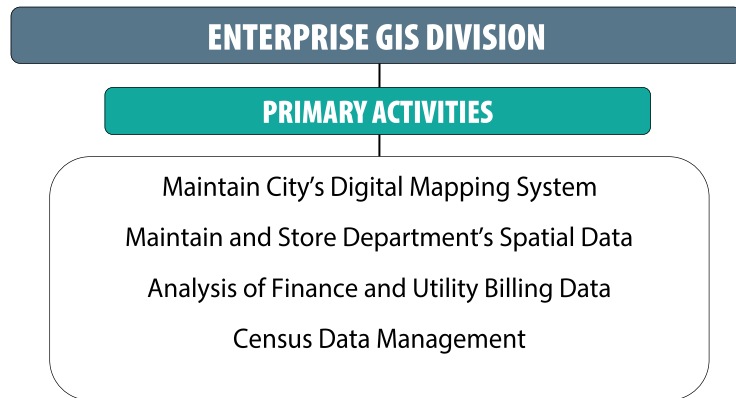 ENTERPRISE GIS DIVISION
PRIMARY ACTIVITIES
Maintain City’s Digital Mapping System
Maintain and Store Department’s Spatial Data
Analysis of Finance and Utility Billing Data
Census Data Management